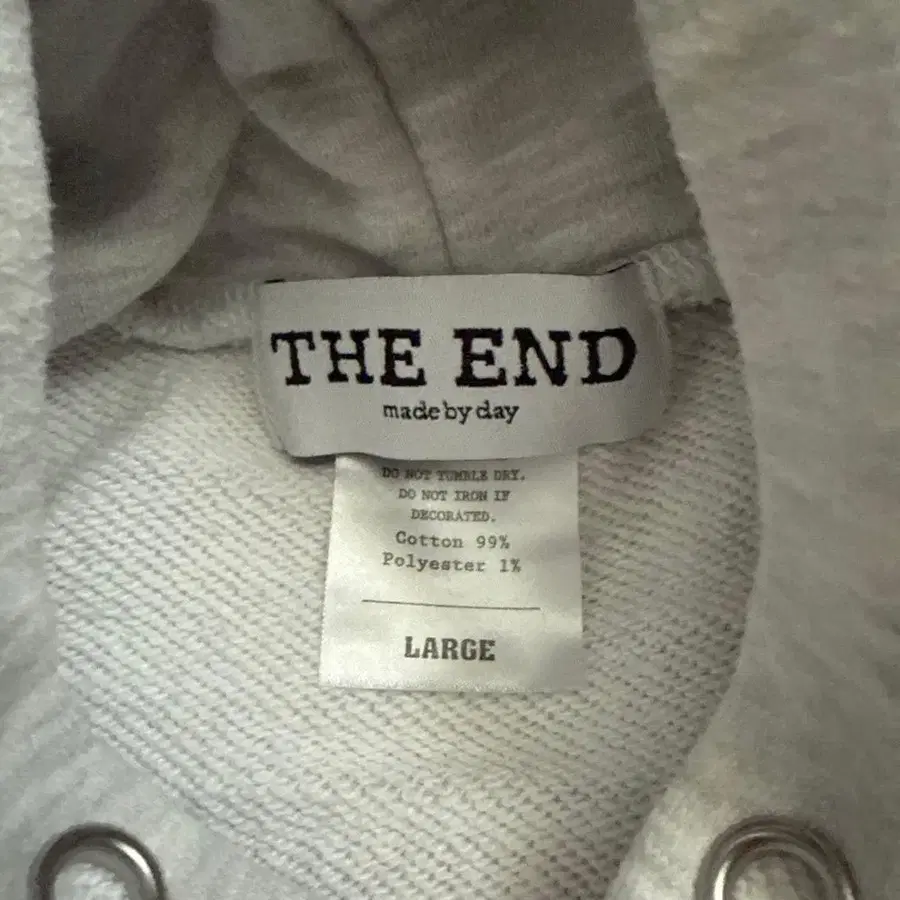 THE END
made by day
DO NOT TUMBLE DRY.
DO NOT IRON IF
DECORATED.
Cotton 99%
Polyester 1%
LARGE